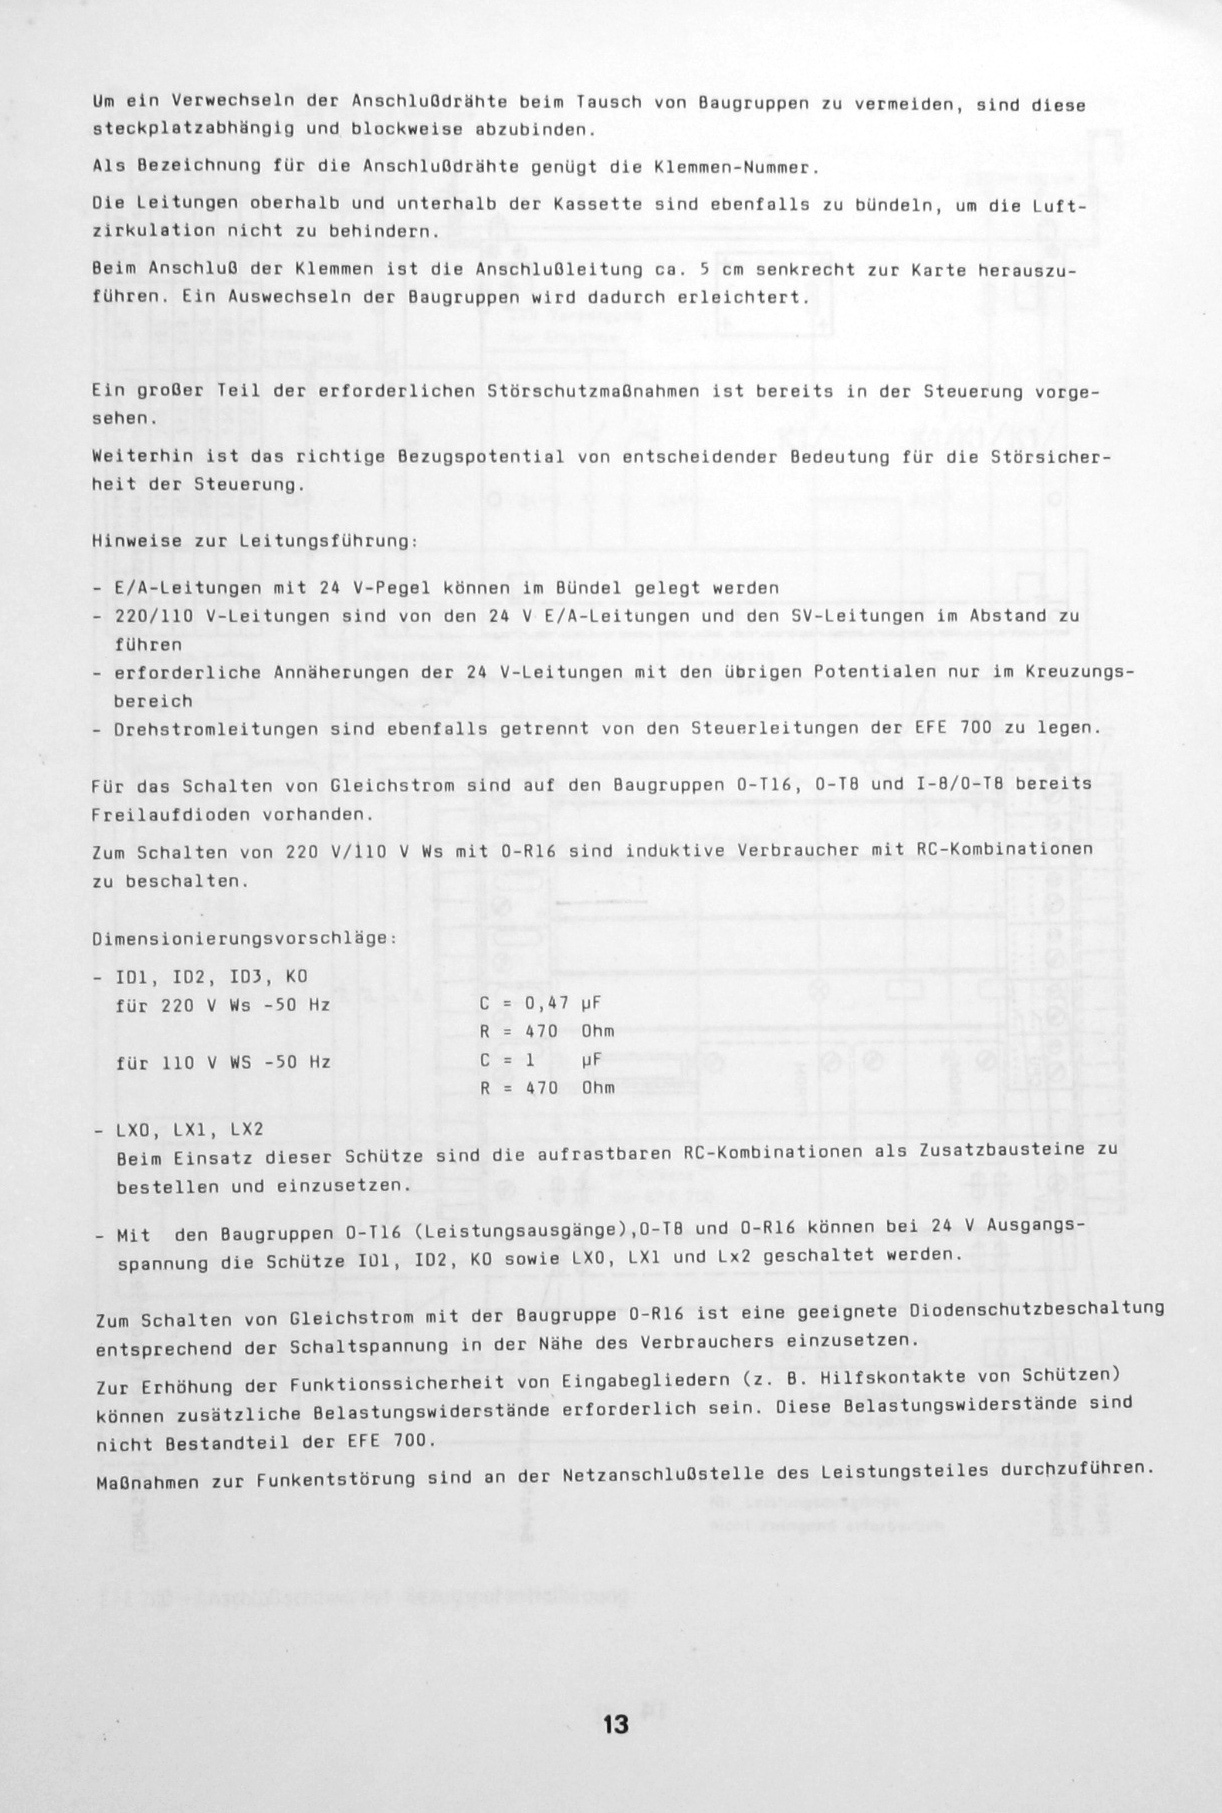 Um ein Verwechseln der Anschlußdrähte beim Tausch von Baugruppen zu vermeiden, sind diese
steckplatzabhängig und blockweise abzubinden.
Als Bezeichnung für die Anschlußdrähte genügt die Klemmen-Nummer.
Die Leitungen oberhalb und unterhalb der Kassette sind ebenfalls zu bündeln, um die Luft-
zirkulation nicht zu behindern.
Beim Anschluß der Klemmen ist die Anschlußleitung ca. 5 cm senkrecht zur Karte herauszu-
führen. Ein Auswechseln der Baugruppen wird dadurch erleichtert.
Ein großer Teil der erforderlichen Störschutzmaßnahmen ist bereits in der Steuerung vorge-
sehen.
Weiterhin ist das richtige Bezugspotential von entscheidender Bedeutung für die Störsicher-
heit der Steuerung.
Hinweise zur Leitungsführung:
- E/A-Leitungen mit 24 V-Pegel können im Bündel gelegt werden
- 220/110 V-Leitungen sind von den 24 V E/A-Leitungen und den SV-Leitungen im Abstand zu
führen
- erforderliche Annäherungen der 24 V-Leitungen mit den übrigen Potentialen nur im Kreuzungs-
bereich
- Drehstromleitungen sind ebenfalls getrennt von den Steuerleitungen der EFE 700 zu legen.
Für das Schalten von Gleichstrom sind auf den Baugruppen O-T16, O-T8 und I-8/O-T8 bereits
Freilaufdioden vorhanden.
Zum Schalten von 220 V/110 V Ws mit O-R16 sind induktive Verbraucher mit RC-Kombinationen
zu beschalten.
Dimensionierungsvorschläge:
- ID1, ID2, ID3, KO
für 220 V Ws -50 Hz C = 0,47 µF
R = 470 Ohm
für 110 V WS -50 Hz C = 1 µF
R = 470 Ohm
- LX0, LX1, LX2
Beim Einsatz dieser Schütze sind die aufrastbaren RC-Kombinationen als Zusatzbausteine zu
bestellen und einzusetzen.
- Mit den Baugruppen O-T16 (Leistungsausgänge),O-T8 und O-R16 können bei 24 V Ausgangs-
spannung die Schütze ID1, ID2, KO sowie LX0, LX1 und Lx2 geschaltet werden.
Zum Schalten von Gleichstrom mit der Baugruppe O-R16 ist eine geeignete Diodenschutzbeschaltung
entsprechend der Schaltspannung in der Nähe des Verbrauchers einzusetzen.
Zur Erhöhung der Funktionssicherheit von Eingabegliedern (z. B. Hilfskontakte von Schützen)
können zusätzliche Belastungswiderstände erforderlich sein. Diese Belastungswiderstände sind
nicht Bestandteil der EFE 700.
Maßnahmen zur Funkentstörung sind an der Netzanschlußstelle des Leistungsteiles durchzuführen.
13